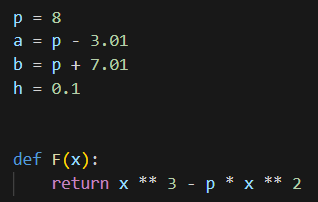 p = 8
a = p - 3.01
b = p + 7.01
h = 0.1
def F(x):
    return x ** 3 - p * x ** 2